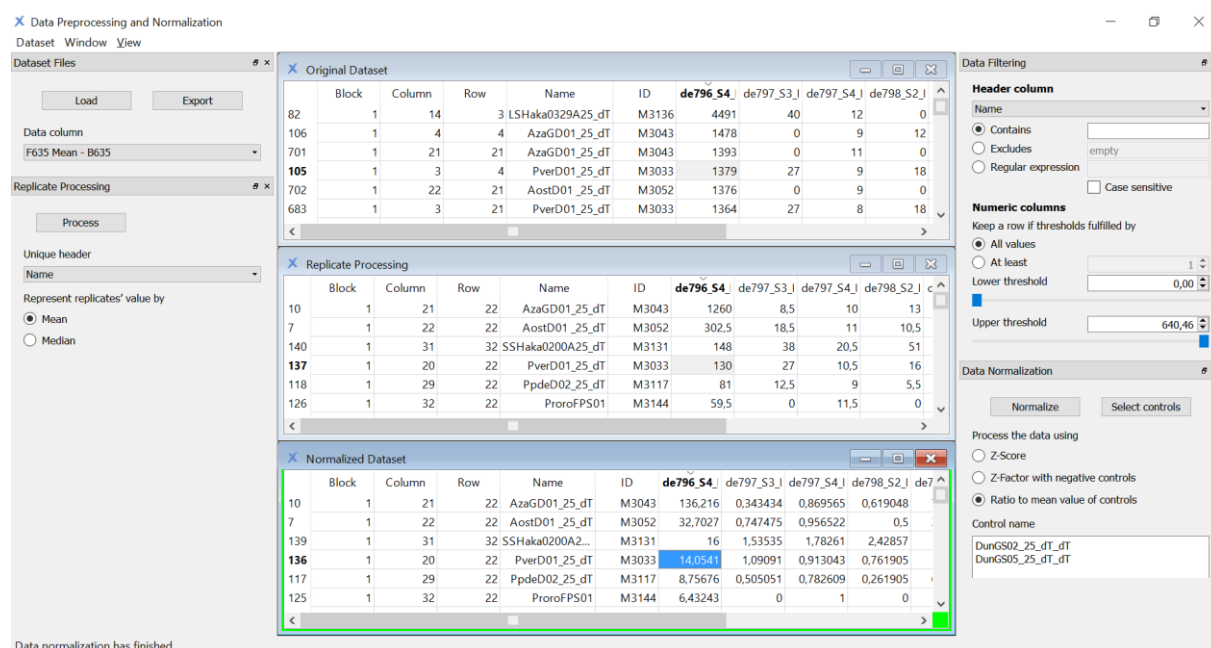 Data Preprocessing and Normalization
Dataset Window View
Dataset Files
Load Export
Data column
F635 Mean - B635
Replicate Processing
Process
Unique header
Name
Represent replicates' value by
Mean
Median
Original Dataset
Block Column Row Name ID de796_S4_ de797_S3_I de797_S4_I de798_S2_I
82 1 14 3 LSHaka0329A25_dT M3136 4491 40 12 0
106 1 4 4 AzaGD01_25_dT M3043 1478 0 9 12
701 1 21 21 AzaGD01_25_dT M3043 1393 0 11 0
105 1 3 4 PverD01_25_dT M3033 1379 27 9 18
702 1 22 21 AostD01 _25_dT M3052 1376 0 9 0
683 1 3 21 PverD01_25_dT M3033 1364 27 8 18
Replicate Processing
Block Column Row Name ID de796_S4_ de797_S3_I de797_S4_I de798_S2_I
10 1 21 22 AzaGD01_25_dT M3043 1260 8,5 10 13
7 1 22 22 AostD01 _25_dT M3052 302,5 18,5 11 10,5
140 1 31 32 SSHaka0200A25_dT M3131 148 38 20,5 51
137 1 20 22 PverD01_25_dT M3033 130 27 10,5 16
118 1 29 22 PpdeD02_25_dT M3117 81 12,5 9 5,5
126 1 32 22 ProroFPS01 M3144 59,5 0 11,5 0
Normalized Dataset
Block Column Row Name ID de796_S4_ de797_S3_I de797_S4_I de798_S2_I de7
10 1 21 22 AzaGD01_25_dT M3043 136,216 0,343434 0,869565 0,619048
7 1 22 22 AostD01 _25_dT M3052 32,7027 0,747475 0,956522 0,5
139 1 31 32 SSHaka0200A2... M3131 16 1,53535 1,78261 2,42857
136 1 20 22 PverD01_25_dT M3033 14,0541 1,09091 0,913043 0,761905
117 1 29 22 PpdeD02_25_dT M3117 8,75676 0,505051 0,782609 0,261905
125 1 32 22 ProroFPS01 M3144 6,43243 0 1 0
Data Filtering
Header column
Name
Contains
Excludes empty
Regular expression
Case sensitive
Numeric columns
Keep a row if thresholds fulfilled by
All values
At least 1
Lower threshold 0,00
Upper threshold 640,46
Data Normalization
Normalize Select controls
Process the data using
Z-Score
Z-Factor with negative controls
Ratio to mean value of controls
Control name
DunGS02_25_dT_dT
DunGS05_25_dT_dT
Data normalization has finished